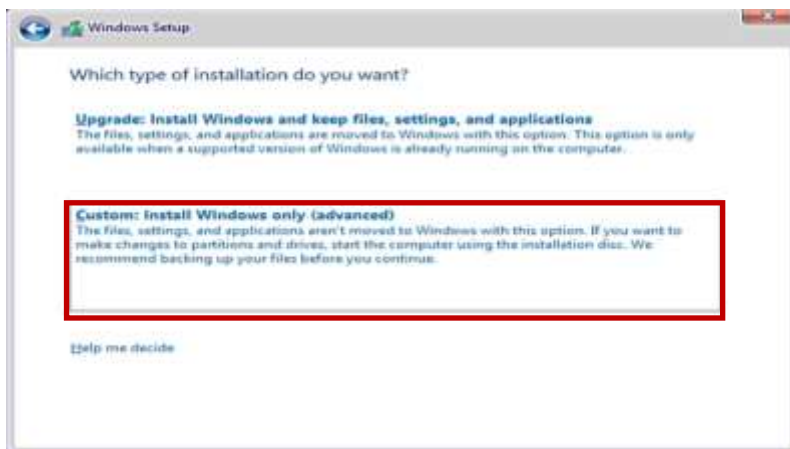 Windows Setup
Which type of installation do you want?
Upgrade: Install Windows and keep files, settings, and applications
The files, settings, and applications are moved to Windows with this option. This option is only
available when a supported version of Windows is already running on the computer.
Custom: Install Windows only (advanced)
The files, settings, and applications aren't moved to Windows with this option. If you want to
make changes to partitions and drives, start the computer using the installation disc. We
recommend backing up your files before you continue.
Help me decide